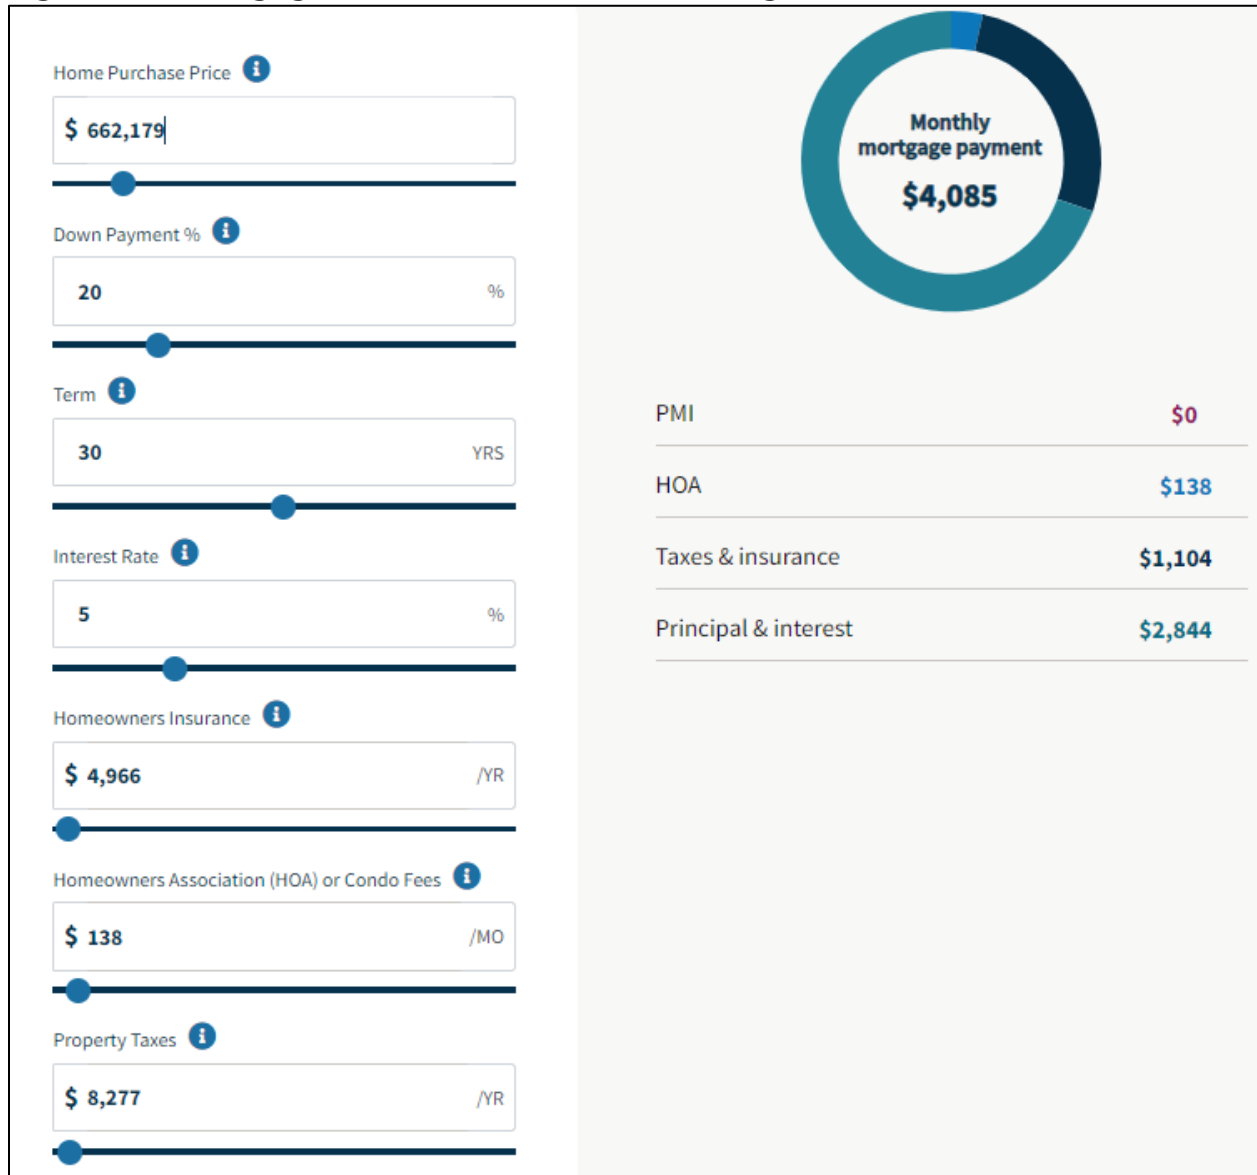 Home Purchase Price
$ 662,179
Down Payment %
20 %
Term
30 YRS
Interest Rate
5 %
Homeowners Insurance
$ 4,966 /YR
Homeowners Association (HOA) or Condo Fees
$ 138 /MO
Property Taxes
$ 8,277 /YR
Monthly
mortgage payment
$4,085
PMI $0
HOA $138
Taxes & insurance $1,104
Principal & interest $2,844